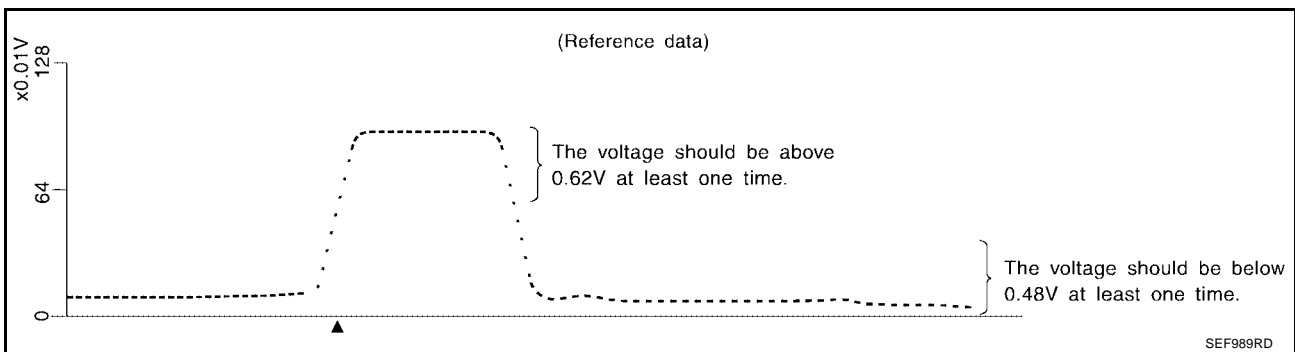 (Reference data)
x0.01V
128
64
0
The voltage should be above
0.62V at least one time.
The voltage should be below
0.48V at least one time.
SEF989RD